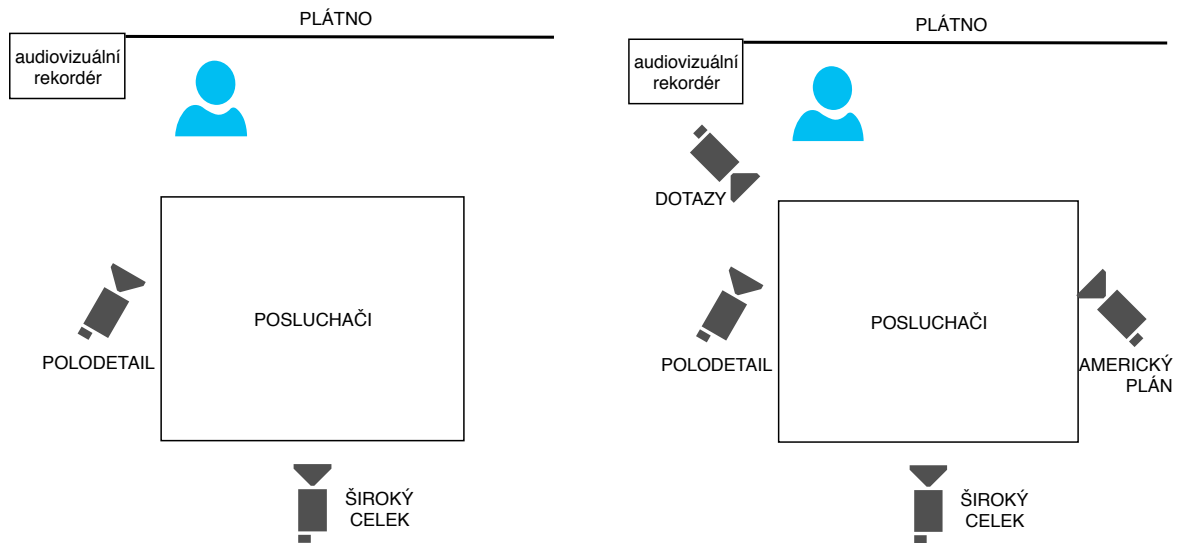 PLÁTNO
audiovizuální
rekordér
POSLUCHAČI
POLODETAIL
ŠIROKÝ
CELEK
PLÁTNO
audiovizuální
rekordér
DOTAZY
POSLUCHAČI
POLODETAIL
AMERICKÝ
PLÁN
ŠIROKÝ
CELEK